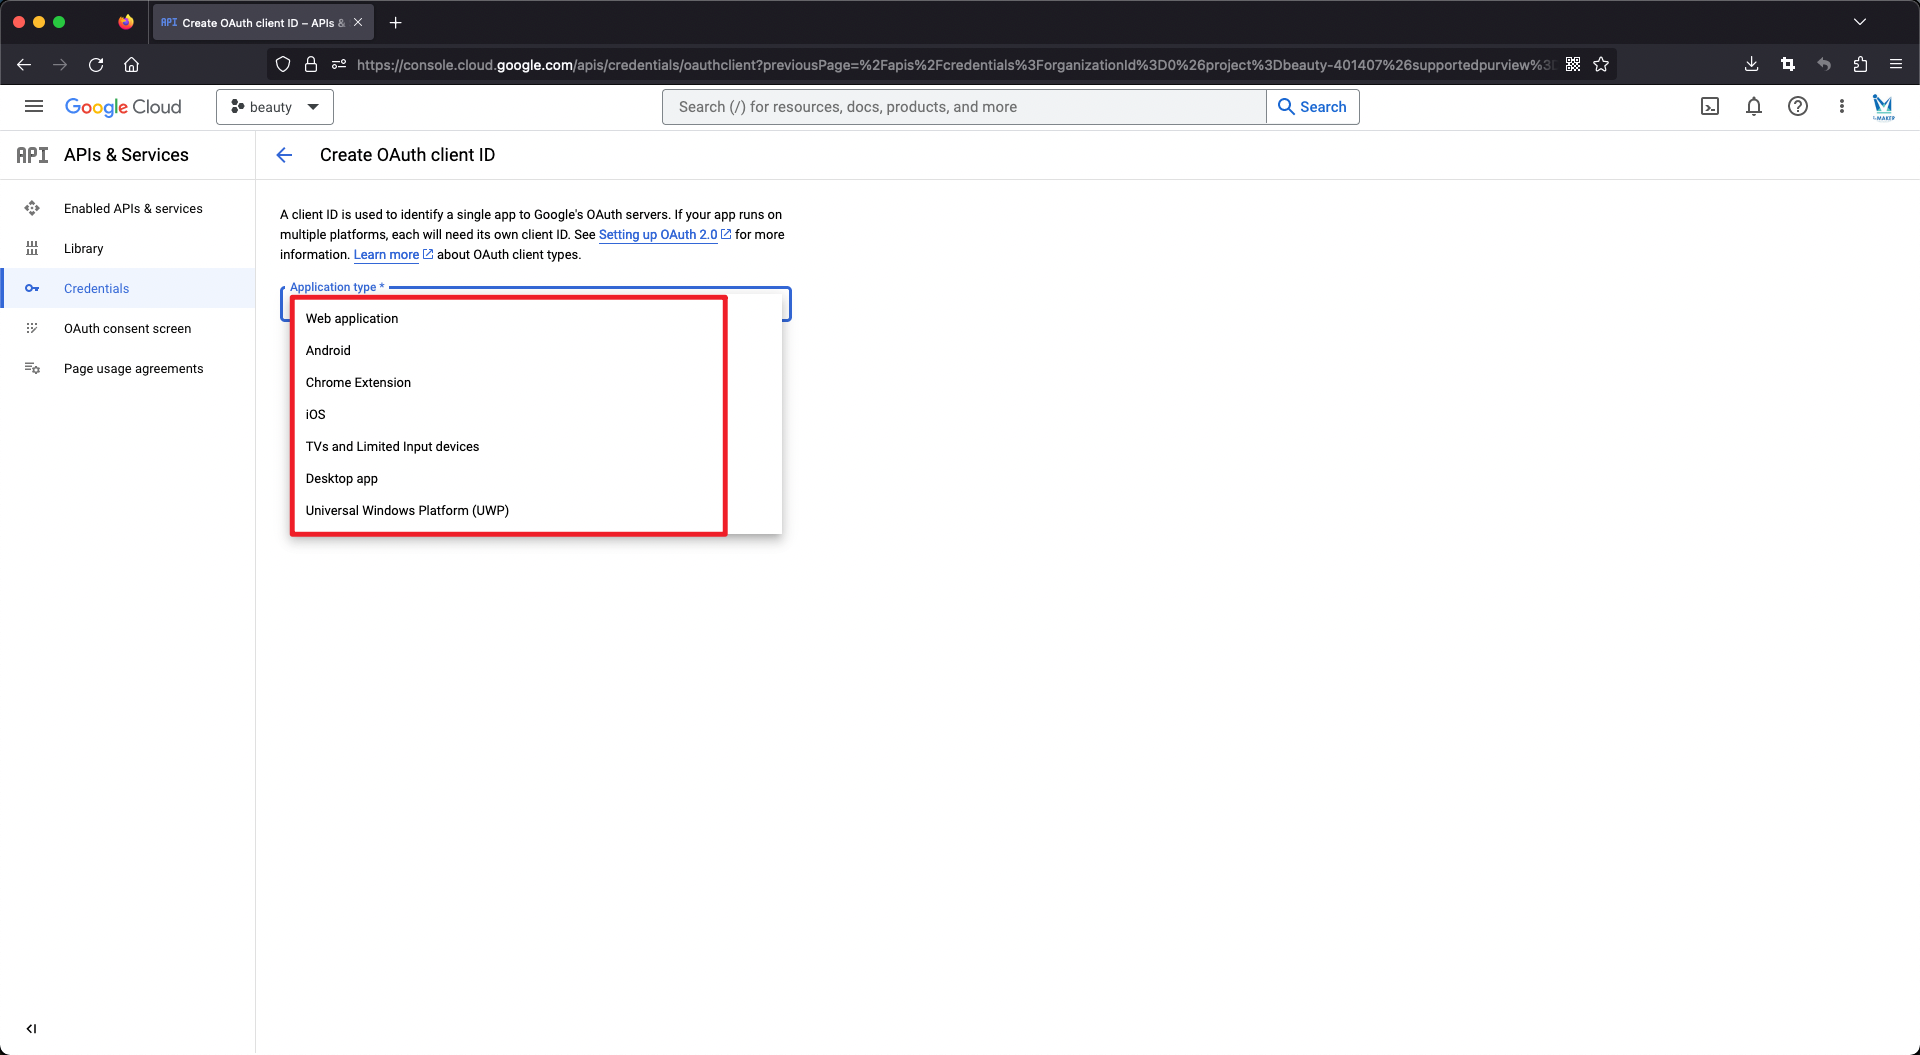 API Create OAuth client ID – APIs &
https://console.cloud.google.com/apis/credentials/oauthclient?previousPage=%2Fapis%2Fcredentials%3ForganizationId%3D0%26project%3Dbeauty-401407%26supportedpurview%3D
Google Cloud
beauty
Search (/) for resources, docs, products, and more
Search
MAKER
API APIs & Services
Create OAuth client ID
Enabled APIs & services
Library
Credentials
OAuth consent screen
Page usage agreements
A client ID is used to identify a single app to Google's OAuth servers. If your app runs on
multiple platforms, each will need its own client ID. See Setting up OAuth 2.0 for more
information. Learn more about OAuth client types.
Application type *
Web application
Android
Chrome Extension
iOS
TVs and Limited Input devices
Desktop app
Universal Windows Platform (UWP)